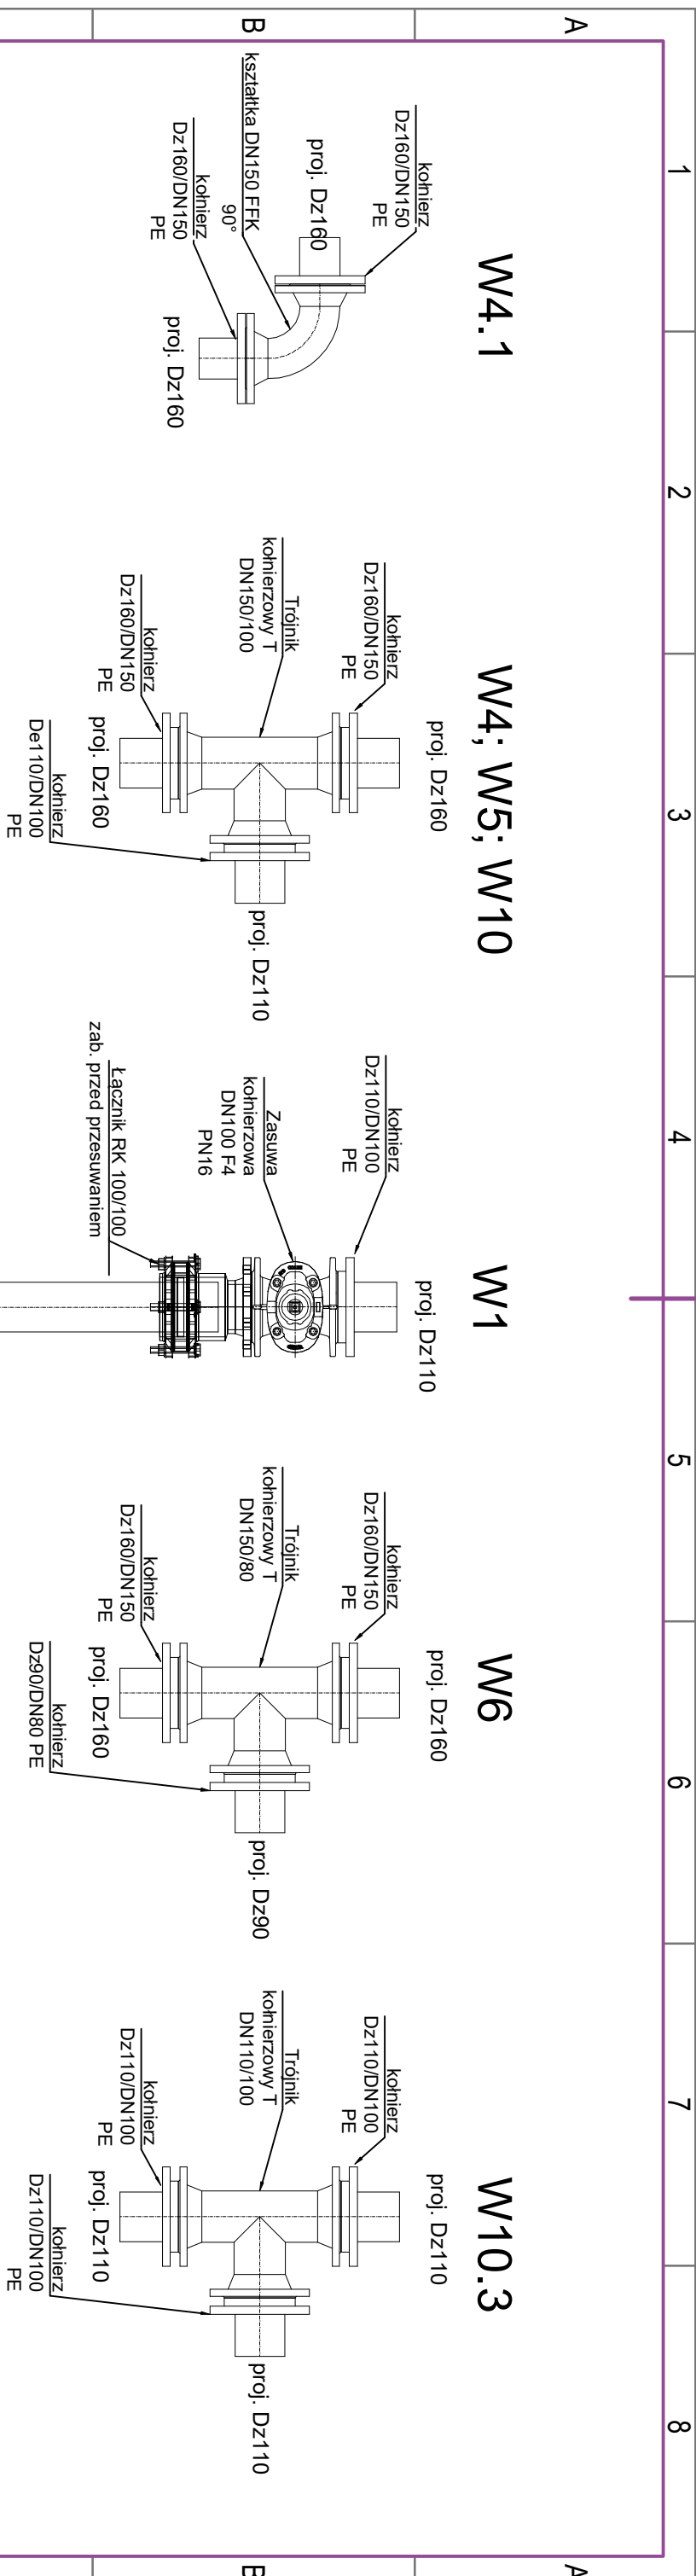 1
2
3
4
5
6
7
8
A
A
B
B
W4.1
kołnierz
Dz160/DN150
PE
proj. Dz160
kształtka DN150 FFK
90°
kołnierz
Dz160/DN150
PE
proj. Dz160
W4; W5; W10
proj. Dz160
kołnierz
Dz160/DN150
PE
Trójnik
kołnierzowy T
DN150/100
kołnierz
Dz160/DN150
PE
proj. Dz160
kołnierz
De110/DN100
PE
proj. Dz110
W1
proj. Dz110
kołnierz
Dz110/DN100
PE
Zasuwa
kołnierzowa
DN100 F4
PN16
Łącznik RK 100/100
zab. przed przesuwaniem
W6
proj. Dz160
kołnierz
Dz160/DN150
PE
Trójnik
kołnierzowy T
DN150/80
kołnierz
Dz160/DN150
PE
proj. Dz160
kołnierz
Dz90/DN80 PE
proj. Dz90
W10.3
proj. Dz110
kołnierz
Dz110/DN100
PE
Trójnik
kołnierzowy T
DN110/100
kołnierz
Dz110/DN100
PE
proj. Dz110
kołnierz
Dz110/DN100
PE
proj. Dz110